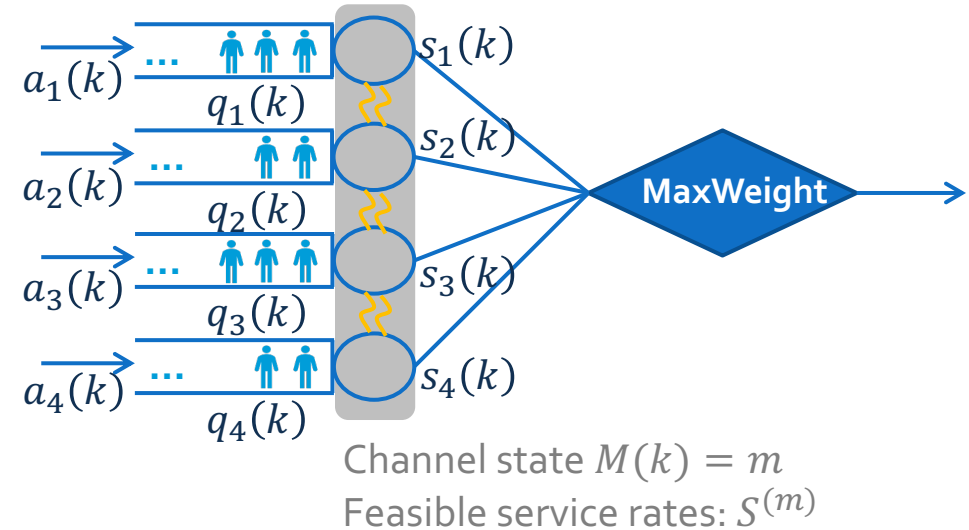 ... s₁(k)
a₁(k) q₁(k)
... s₂(k)
a₂(k) q₂(k)
MaxWeight
... s₃(k)
a₃(k) q₃(k)
... s₄(k)
a₄(k) q₄(k)
Channel state M(k) = m
Feasible service rates: S⁽ᵐ⁾